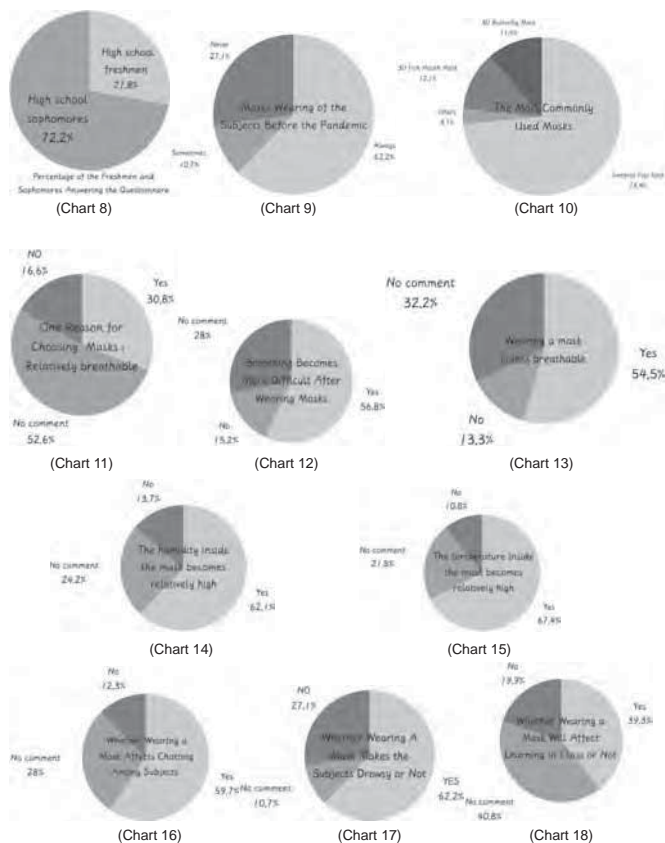 High school
freshmen
27.8%
High school
sophomores
72.2%
Percentage of the Freshmen and
Sophomores Answering the Questionnare
(Chart 8)
Never
27.1%
Masks Wearing of the
Subjects Before the Pandemic
Sometimes
10.7%
Always
62.2%
(Chart 9)
3D Butterfly Mask
3D Fish Mouth Mask
Others
The Most Commonly
Used Masks
(Chart 10)
NO
16.6%
Yes
30.8%
One Reason for
Choosing Masks:
Relatively breathable
No comment
52.6%
(Chart 11)
No comment
28%
Breathing Becomes
More Difficult After
Wearing Masks
Yes
56.8%
No
15.2%
(Chart 12)
No comment
32.2%
Wearing a mask
is less breathable
Yes
54.5%
No
13.3%
(Chart 13)
No
13.7%
The humidity inside
the mask becomes
relatively high
No comment
24.2%
Yes
62.1%
(Chart 14)
No
10.8%
The temperature inside
the mask becomes
relatively high
No comment
21.8%
Yes
67.4%
(Chart 15)
No
12.3%
Whether Wearing a
Mask Affects Chatting
Among Subjects
No comment
28%
Yes
59.7%
(Chart 16)
NO
27.1%
Whether Wearing A
Mask Makes the
Subjects Drowsy or Not
No comment
10.7%
YES
62.2%
(Chart 17)
No
19.9%
Whether Wearing a
Mask Will Affect
Learning in Class or Not
Yes
No comment
40.8%
(Chart 18)